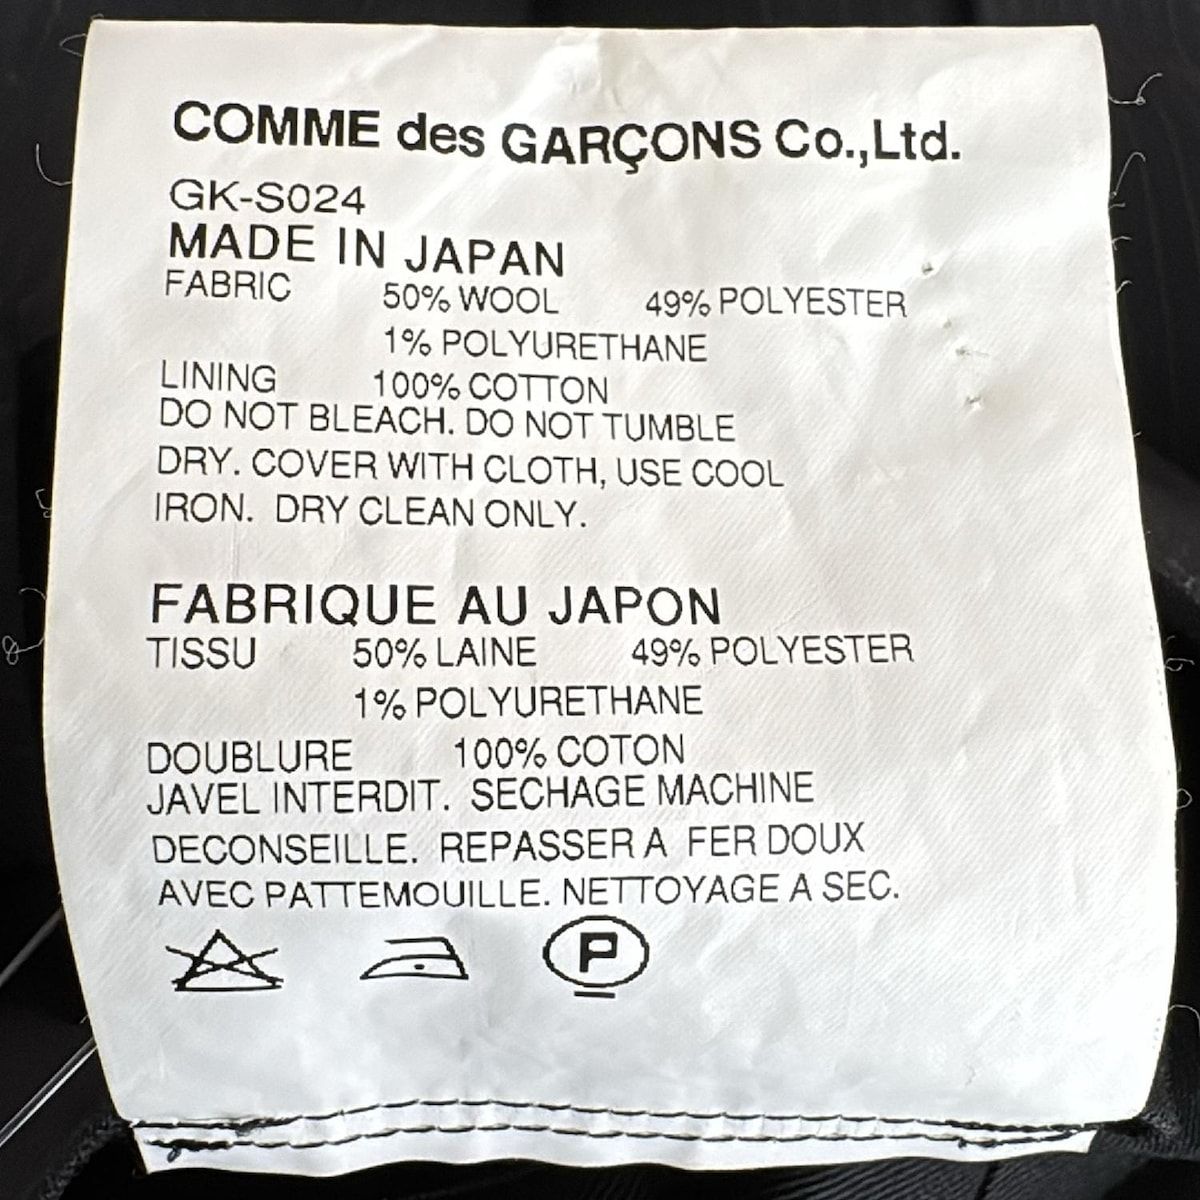 COMME des GARÇONS Co.,Ltd.
GK-S024
MADE IN JAPAN
FABRIC 50% WOOL 49% POLYESTER
1% POLYURETHANE
LINING 100% COTTON
DO NOT BLEACH. DO NOT TUMBLE
DRY. COVER WITH CLOTH, USE COOL
IRON. DRY CLEAN ONLY.
FABRIQUE AU JAPON
TISSU 50% LAINE 49% POLYESTER
1% POLYURETHANE
DOUBLURE 100% COTON
JAVEL INTERDIT. SECHAGE MACHINE
DECONSEILLE. REPASSER A FER DOUX
AVEC PATTEMOUILLE. NETTOYAGE A SEC.
P